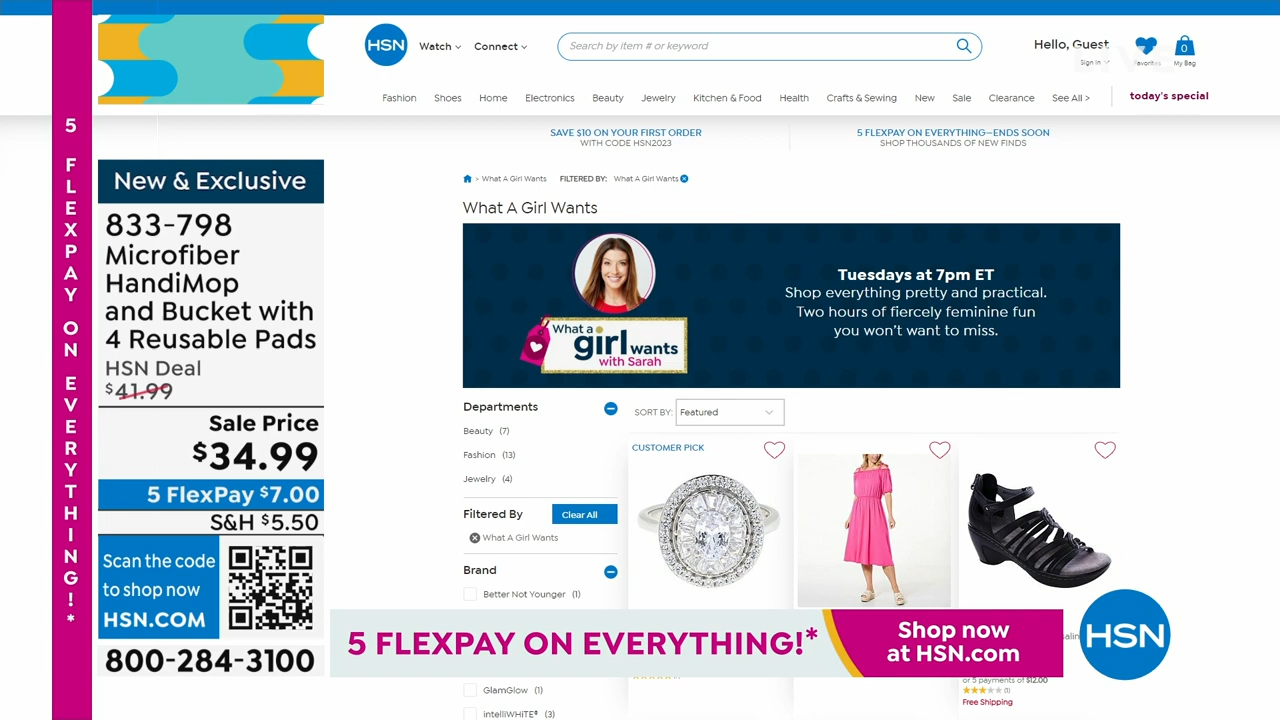 5 FLEXPAY ON EVERYTHING!*
New & Exclusive
833-798
Microfiber
HandiMop
and Bucket with
4 Reusable Pads
HSN Deal
$41.99
Sale Price
$34.99
5 FlexPay $7.00
S&H $5.50
Scan the code
to shop now
HSN.COM
800-284-3100
HSN
Watch
Connect
Search by item # or keyword
Hello, Guest
Sign In
Favorites
0
My Bag
Fashion Shoes Home Electronics Beauty Jewelry Kitchen & Food Health Crafts & Sewing New Sale Clearance See All > today's special
SAVE $10 ON YOUR FIRST ORDER
WITH CODE HSN2023
5 FLEXPAY ON EVERYTHING—ENDS SOON
SHOP THOUSANDS OF NEW FINDS
> What A Girl Wants FILTERED BY: What A Girl Wants
What A Girl Wants
What a
girl wants
with Sarah
Tuesdays at 7pm ET
Shop everything pretty and practical.
Two hours of fiercely feminine fun
you won't want to miss.
Departments
Beauty (7)
Fashion (13)
Jewelry (4)
Filtered By
Clear All
What A Girl Wants
Brand
Better Not Younger (1)
GlamGlow (1)
intelliWHiTE® (3)
SORT BY: Featured
CUSTOMER PICK
or 5 payments of $12.00
(1)
Free Shipping
5 FLEXPAY ON EVERYTHING!*
Shop now
at HSN.com
HSN